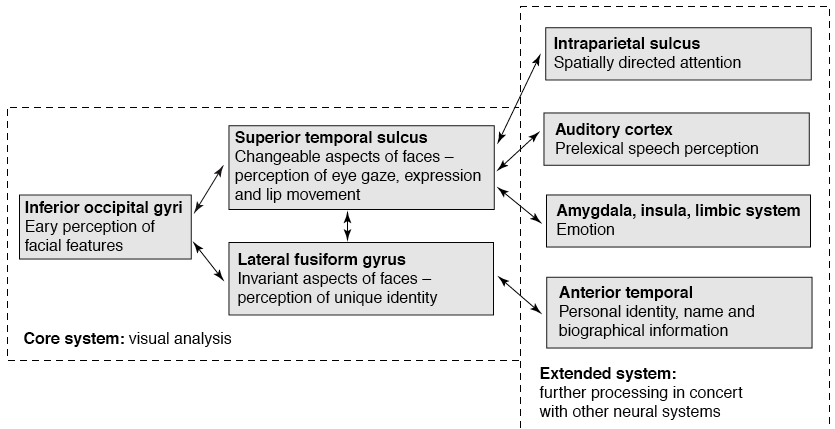 Inferior occipital gyri
Eary perception of
facial features
Superior temporal sulcus
Changeable aspects of faces –
perception of eye gaze, expression
and lip movement
Lateral fusiform gyrus
Invariant aspects of faces –
perception of unique identity
Core system: visual analysis
Intraparietal sulcus
Spatially directed attention
Auditory cortex
Prelexical speech perception
Amygdala, insula, limbic system
Emotion
Anterior temporal
Personal identity, name and
biographical information
Extended system:
further processing in concert
with other neural systems